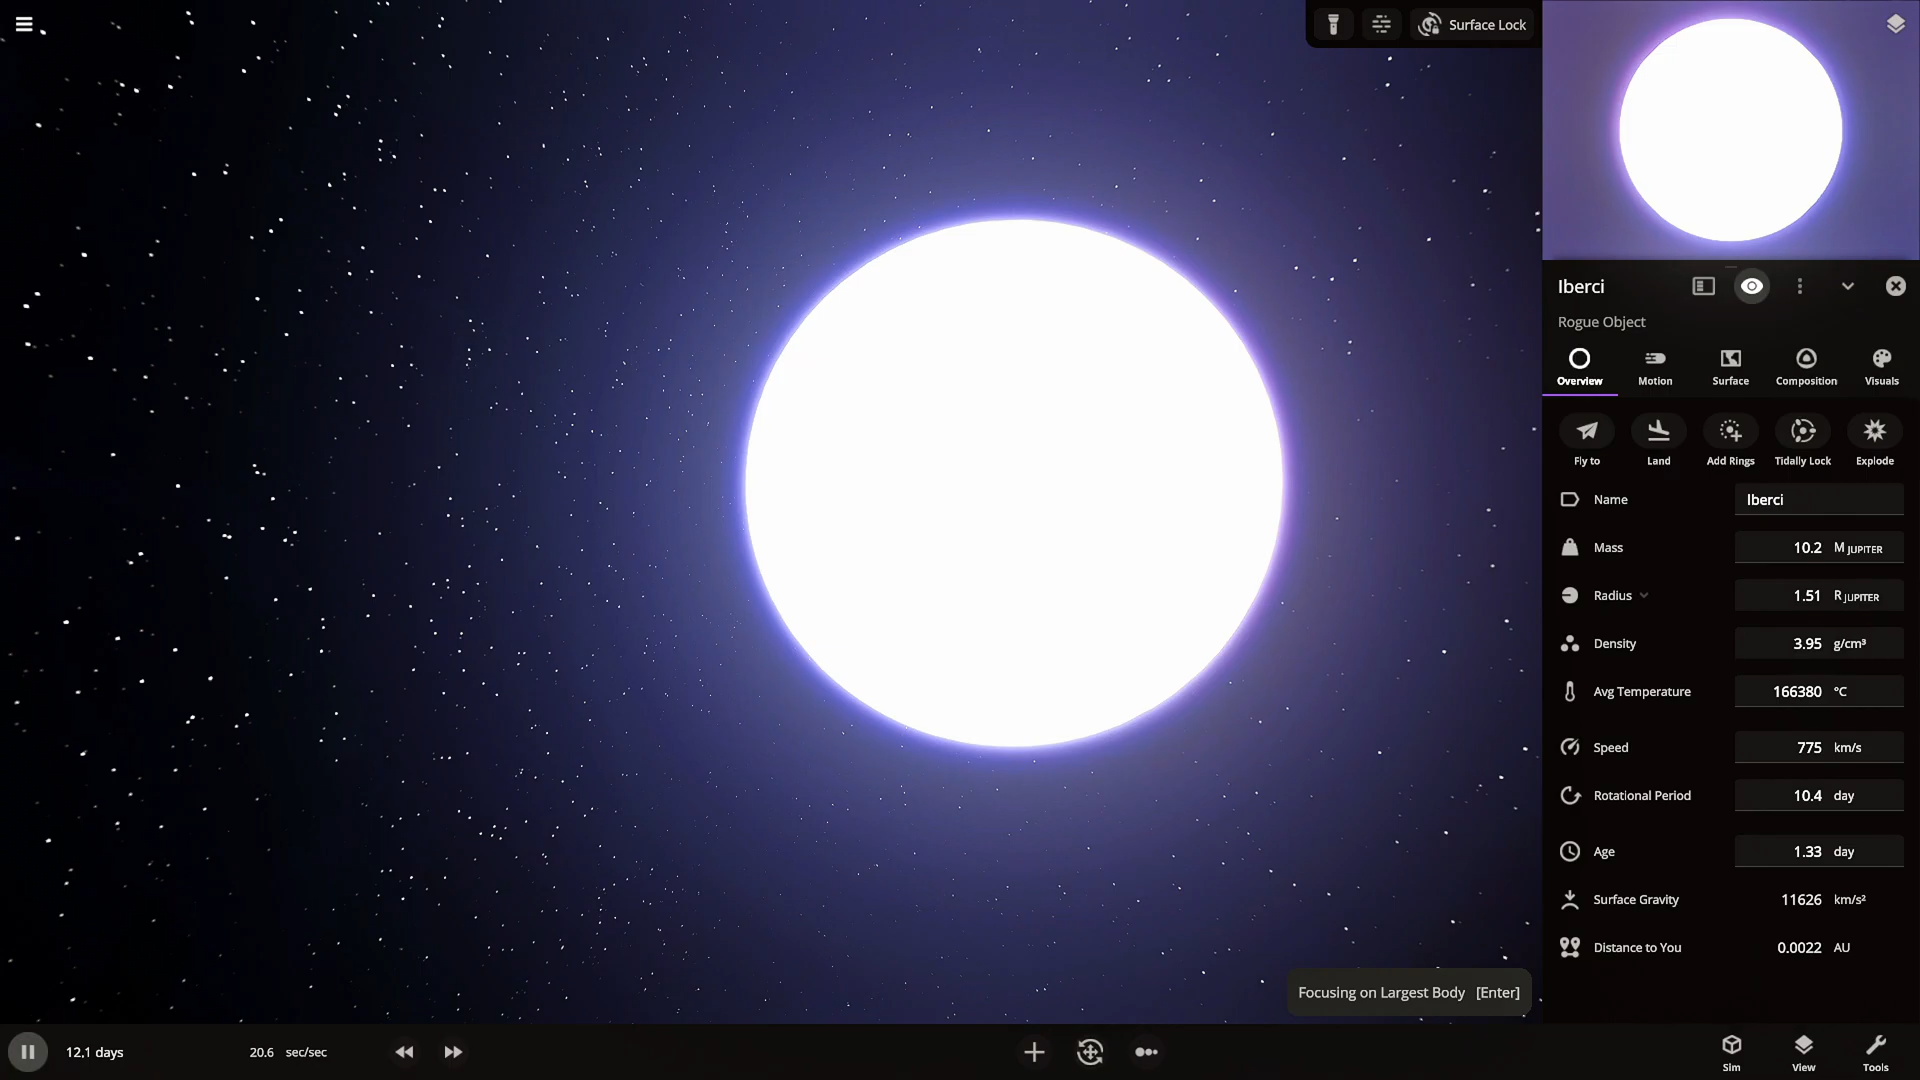 Surface Lock
Iberci
Rogue Object
Overview
Motion
Surface
Composition
Visuals
Fly to
Land
Add Rings
Tidally Lock
Explode
Name Iberci
Mass 10.2 M JUPITER
Radius 1.51 R JUPITER
Density 3.95 g/cm³
Avg Temperature 166380 °C
Speed 775 km/s
Rotational Period 10.4 day
Age 1.33 day
Surface Gravity 11626 km/s²
Distance to You 0.0022 AU
Focusing on Largest Body [Enter]
12,1 days
20.6 sec/sec
Sim
View
Tools